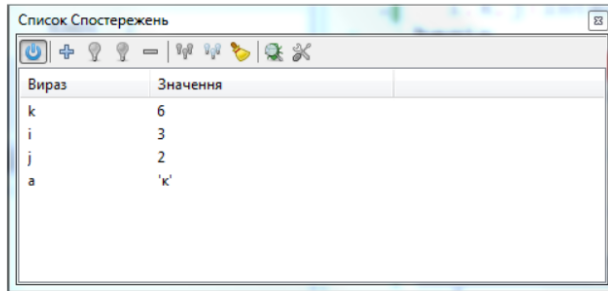 Список Спостережень
Вираз Значення
k 6
i 3
j 2
a 'к'